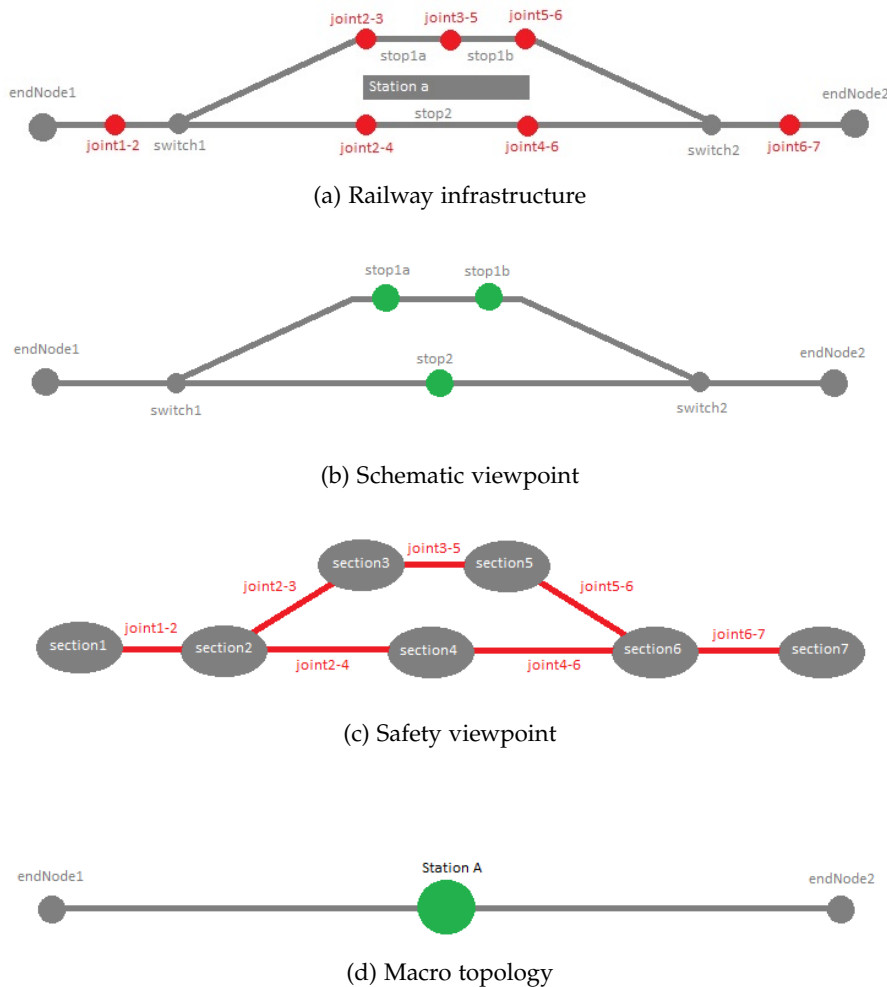 joint2-3 joint3-5 joint5-6
stop1a stop1b
Station a
endNode1 endNode2
stop2
joint1-2 switch1 joint2-4 joint4-6 switch2 joint6-7
(a) Railway infrastructure
stop1a stop1b
endNode1 stop2 endNode2
switch1 switch2
(b) Schematic viewpoint
joint3-5
section3 section5
joint2-3 joint5-6
joint1-2 joint6-7
section1 section2 section4 section6 section7
joint2-4 joint4-6
(c) Safety viewpoint
Station A
endNode1 endNode2
(d) Macro topology